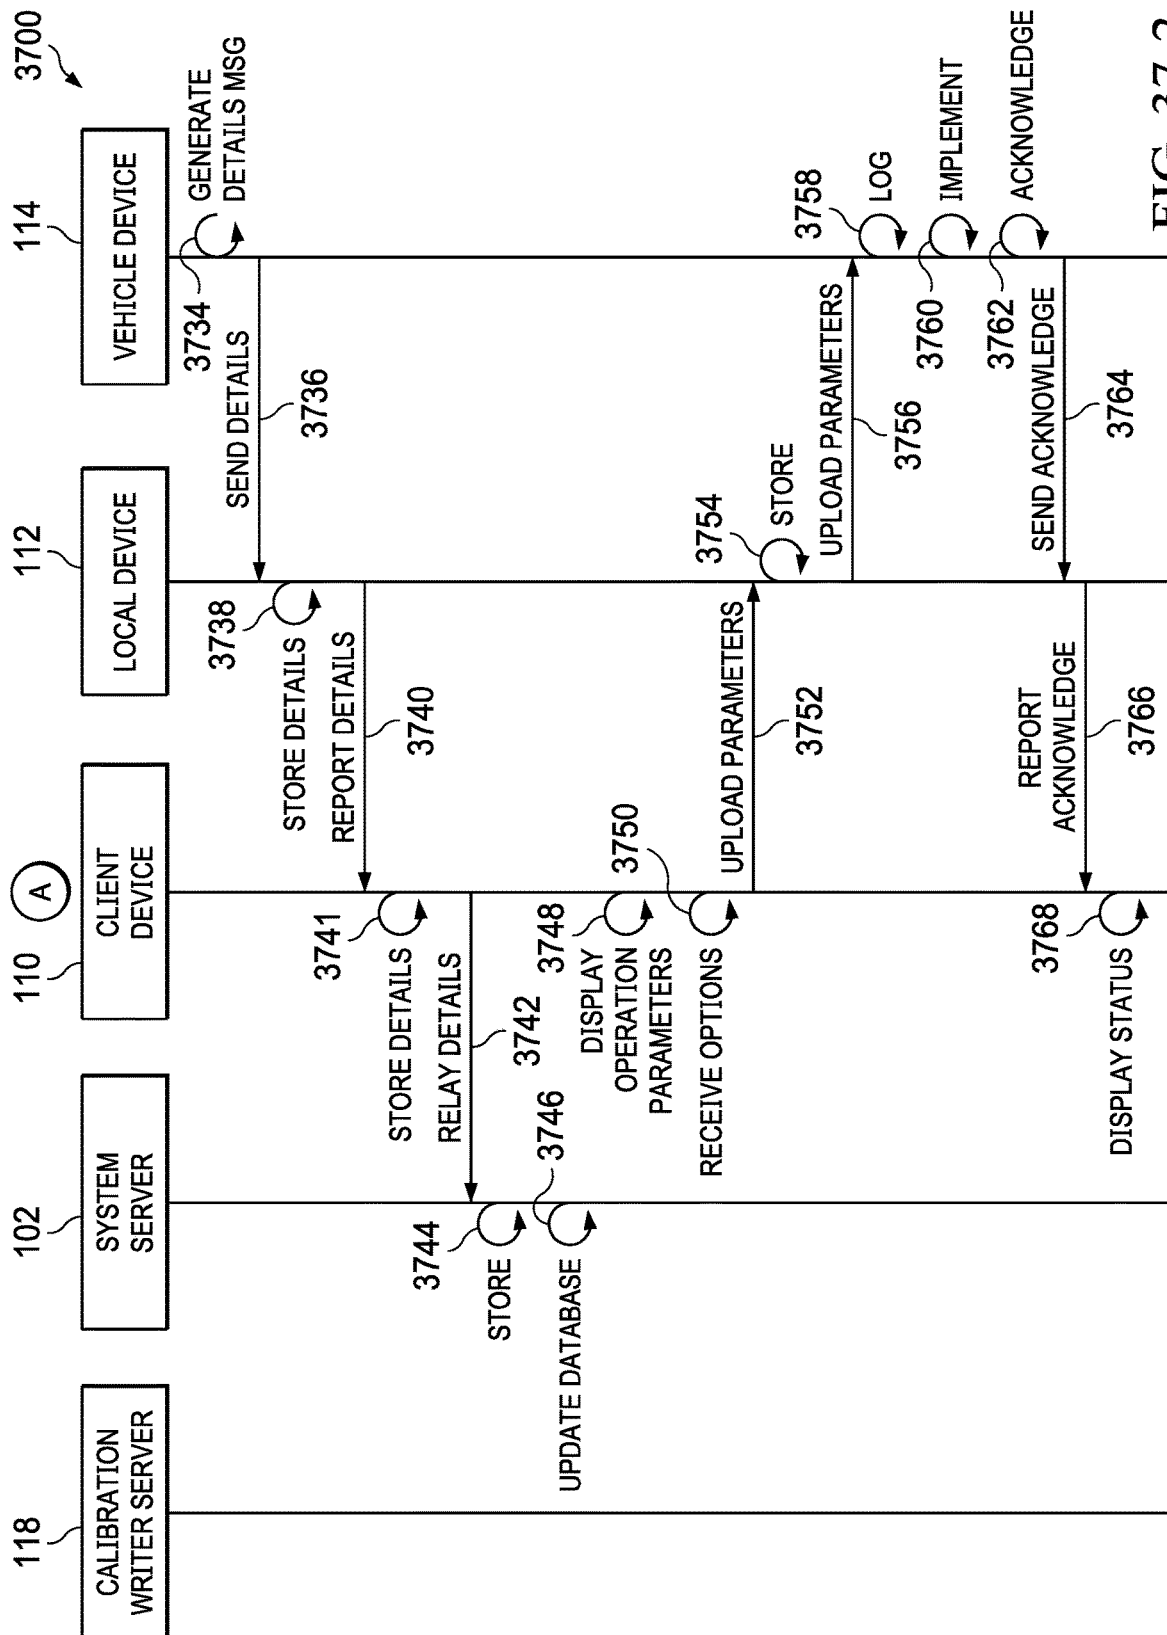 3700
118
102
110
A
112
114
CALIBRATION
WRITER SERVER
SYSTEM
SERVER
CLIENT
DEVICE
LOCAL DEVICE
VEHICLE DEVICE
3734
GENERATE
DETAILS MSG
SEND DETAILS
3736
3738
STORE DETAILS
REPORT DETAILS
3740
3741
STORE DETAILS
RELAY DETAILS
3742
3744
STORE
3746
UPDATE DATABASE
3748
DISPLAY
OPERATION
PARAMETERS
3750
RECEIVE OPTIONS
UPLOAD PARAMETERS
3752
3754
STORE
UPLOAD PARAMETERS
3756
3758
LOG
3760
IMPLEMENT
3762
ACKNOWLEDGE
SEND ACKNOWLEDGE
3764
REPORT
ACKNOWLEDGE
3766
3768
DISPLAY STATUS
FIG. 37-2